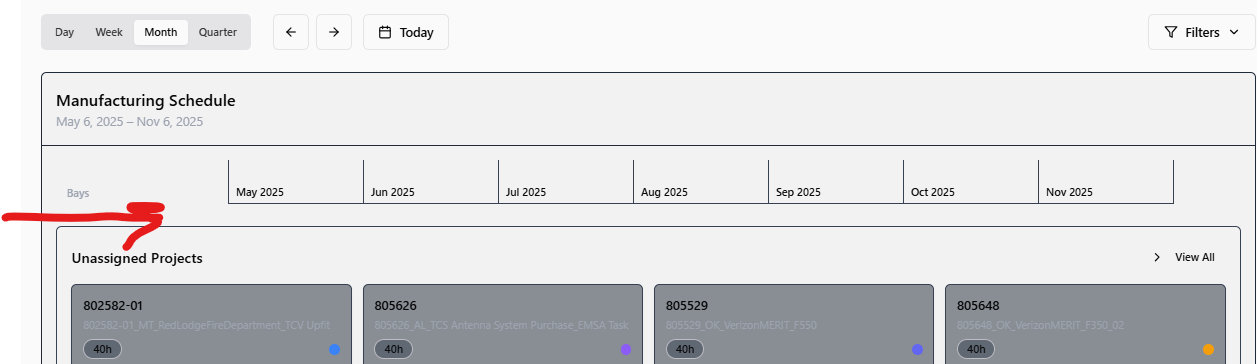 Day Week Month Quarter Today Filters
Manufacturing Schedule
May 6, 2025 – Nov 6, 2025
Bays May 2025 Jun 2025 Jul 2025 Aug 2025 Sep 2025 Oct 2025 Nov 2025
Unassigned Projects View All
802582-01 805626 805529 805648
802582-01_MT_RedLodgeFireDepartment_TCV Upfit 805626_AL_TCS Antenna System Purchase_EMSA Task 805529_OK_VerizonMERIT_F550 805648_OK_VerizonMERIT_F350_02
40h 40h 40h 40h